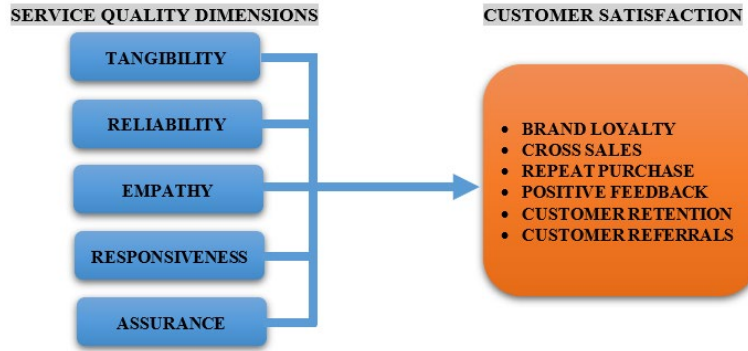 SERVICE QUALITY DIMENSIONS
TANGIBILITY
RELIABILITY
EMPATHY
RESPONSIVENESS
ASSURANCE
CUSTOMER SATISFACTION
• BRAND LOYALTY
• CROSS SALES
• REPEAT PURCHASE
• POSITIVE FEEDBACK
• CUSTOMER RETENTION
• CUSTOMER REFERRALS